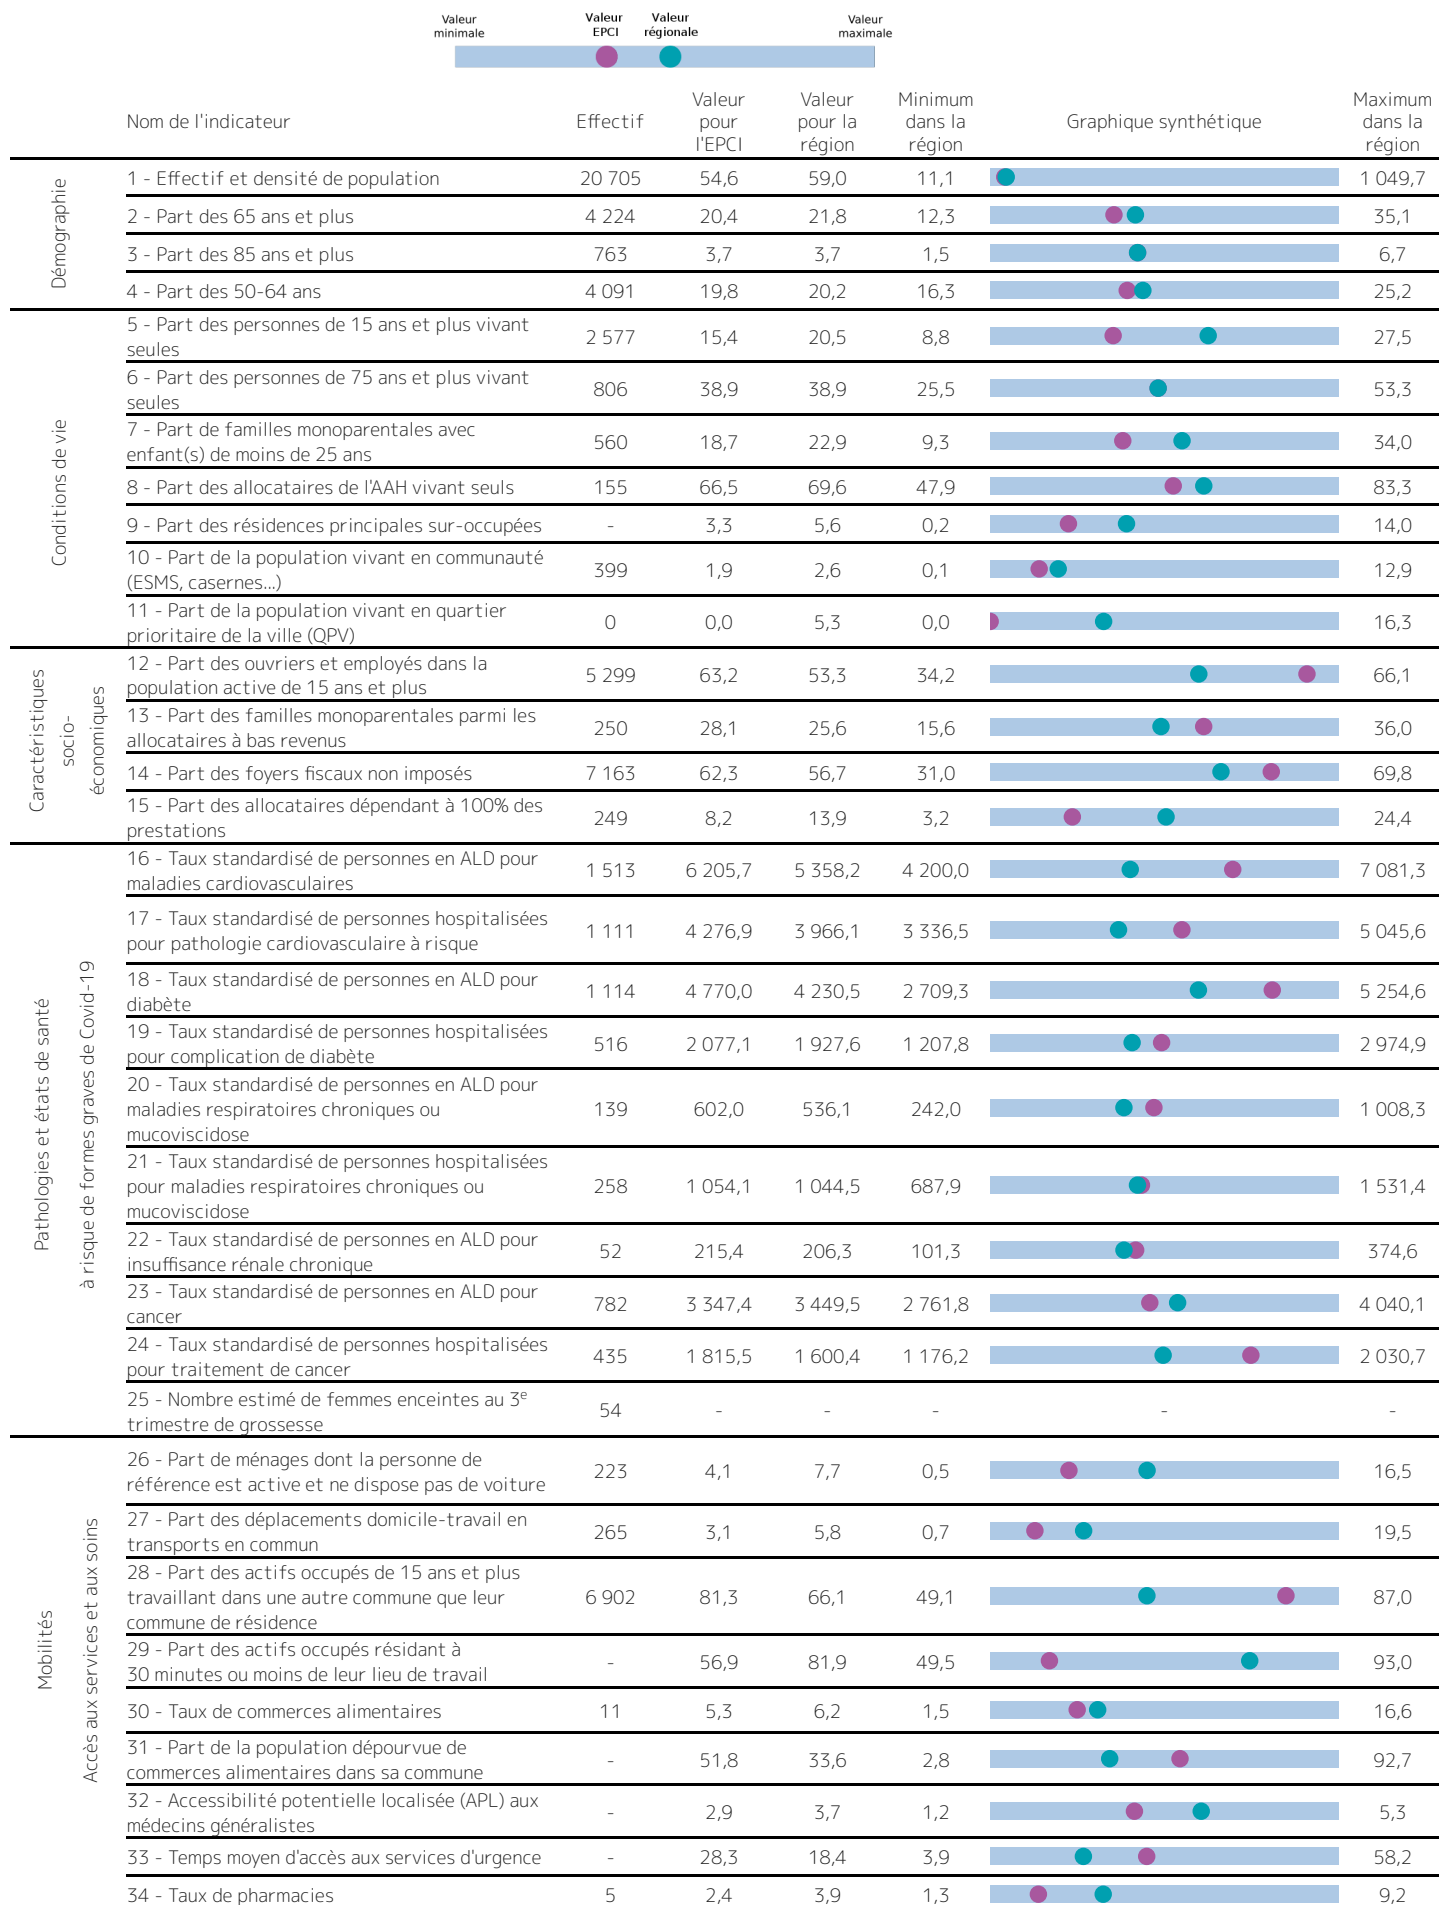 Valeur minimale
Valeur EPCI
Valeur régionale
Valeur maximale
Nom de l'indicateur Effectif Valeur pour l'EPCI Valeur pour la région Minimum dans la région Graphique synthétique Maximum dans la région
Démographie
1 - Effectif et densité de population 20 705 54,6 59,0 11,1 1 049,7
2 - Part des 65 ans et plus 4 224 20,4 21,8 12,3 35,1
3 - Part des 85 ans et plus 763 3,7 3,7 1,5 6,7
4 - Part des 50-64 ans 4 091 19,8 20,2 16,3 25,2
Conditions de vie
5 - Part des personnes de 15 ans et plus vivant
seules 2 577 15,4 20,5 8,8 27,5
6 - Part des personnes de 75 ans et plus vivant
seules 806 38,9 38,9 25,5 53,3
7 - Part de familles monoparentales avec
enfant(s) de moins de 25 ans 560 18,7 22,9 9,3 34,0
8 - Part des allocataires de l'AAH vivant seuls 155 66,5 69,6 47,9 83,3
9 - Part des résidences principales sur-occupées - 3,3 5,6 0,2 14,0
10 - Part de la population vivant en communauté
(ESMS, casernes...) 399 1,9 2,6 0,1 12,9
11 - Part de la population vivant en quartier
prioritaire de la ville (QPV) 0 0,0 5,3 0,0 16,3
Caractéristiques
socio-
économiques
12 - Part des ouvriers et employés dans la
population active de 15 ans et plus 5 299 63,2 53,3 34,2 66,1
13 - Part des familles monoparentales parmi les
allocataires à bas revenus 250 28,1 25,6 15,6 36,0
14 - Part des foyers fiscaux non imposés 7 163 62,3 56,7 31,0 69,8
15 - Part des allocataires dépendant à 100% des
prestations 249 8,2 13,9 3,2 24,4
Pathologies et états de santé
à risque de formes graves de Covid-19
16 - Taux standardisé de personnes en ALD pour
maladies cardiovasculaires 1 513 6 205,7 5 358,2 4 200,0 7 081,3
17 - Taux standardisé de personnes hospitalisées
pour pathologie cardiovasculaire à risque 1 111 4 276,9 3 966,1 3 336,5 5 045,6
18 - Taux standardisé de personnes en ALD pour
diabète 1 114 4 770,0 4 230,5 2 709,3 5 254,6
19 - Taux standardisé de personnes hospitalisées
pour complication de diabète 516 2 077,1 1 927,6 1 207,8 2 974,9
20 - Taux standardisé de personnes en ALD pour
maladies respiratoires chroniques ou
mucoviscidose 139 602,0 536,1 242,0 1 008,3
21 - Taux standardisé de personnes hospitalisées
pour maladies respiratoires chroniques ou
mucoviscidose 258 1 054,1 1 044,5 687,9 1 531,4
22 - Taux standardisé de personnes en ALD pour
insuffisance rénale chronique 52 215,4 206,3 101,3 374,6
23 - Taux standardisé de personnes en ALD pour
cancer 782 3 347,4 3 449,5 2 761,8 4 040,1
24 - Taux standardisé de personnes hospitalisées
pour traitement de cancer 435 1 815,5 1 600,4 1 176,2 2 030,7
25 - Nombre estimé de femmes enceintes au 3e
trimestre de grossesse 54 - - - - -
Mobilités
Accès aux services et aux soins
26 - Part de ménages dont la personne de
référence est active et ne dispose pas de voiture 223 4,1 7,7 0,5 16,5
27 - Part des déplacements domicile-travail en
transports en commun 265 3,1 5,8 0,7 19,5
28 - Part des actifs occupés de 15 ans et plus
travaillant dans une autre commune que leur
commune de résidence 6 902 81,3 66,1 49,1 87,0
29 - Part des actifs occupés résidant à
30 minutes ou moins de leur lieu de travail - 56,9 81,9 49,5 93,0
30 - Taux de commerces alimentaires 11 5,3 6,2 1,5 16,6
31 - Part de la population dépourvue de
commerces alimentaires dans sa commune - 51,8 33,6 2,8 92,7
32 - Accessibilité potentielle localisée (APL) aux
médecins généralistes - 2,9 3,7 1,2 5,3
33 - Temps moyen d'accès aux services d'urgence - 28,3 18,4 3,9 58,2
34 - Taux de pharmacies 5 2,4 3,9 1,3 9,2